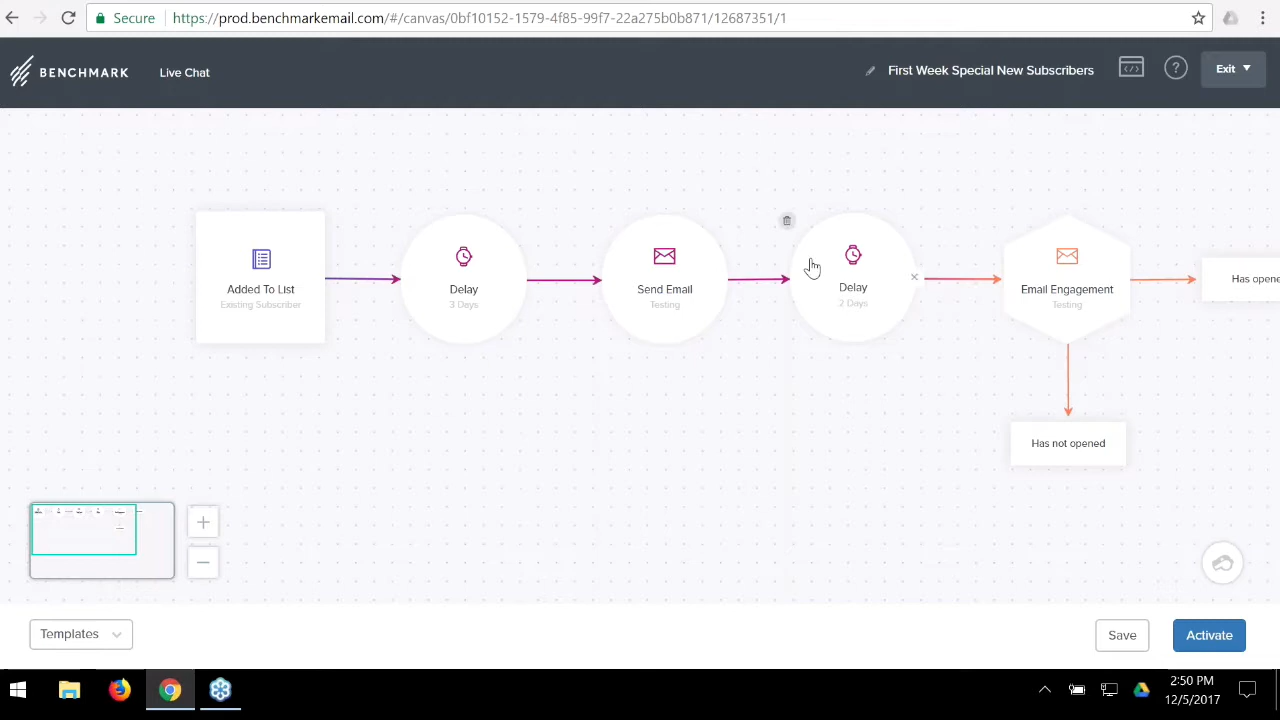 Secure
https://prod.benchmarkemail.com/#/canvas/0bf10152-1579-4f85-99f7-22a275b0b871/12687351/1
BENCHMARK
Live Chat
First Week Special New Subscribers
Exit
Added To List
Existing Subscriber
Delay
3 Days
Send Email
Testing
Delay
2 Days
Email Engagement
Testing
Has opene
Has not opened
Templates
Save
Activate
2:50 PM
12/5/2017